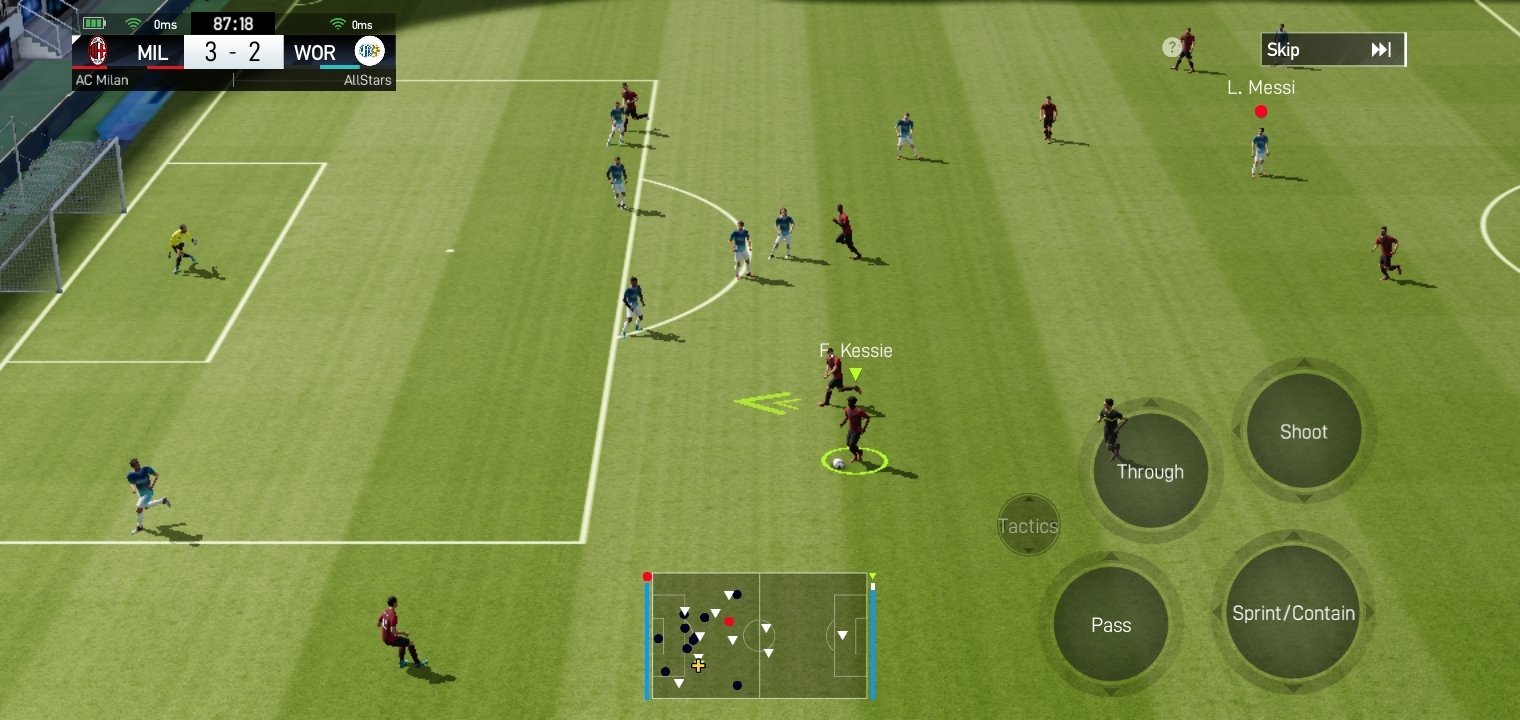 0ms 87:18 0ms
MIL 3 - 2 WOR
AC Milan AllStars
? Skip
L. Messi
F. Kessie
Shoot
Through
Tactics
Sprint/Contain
Pass